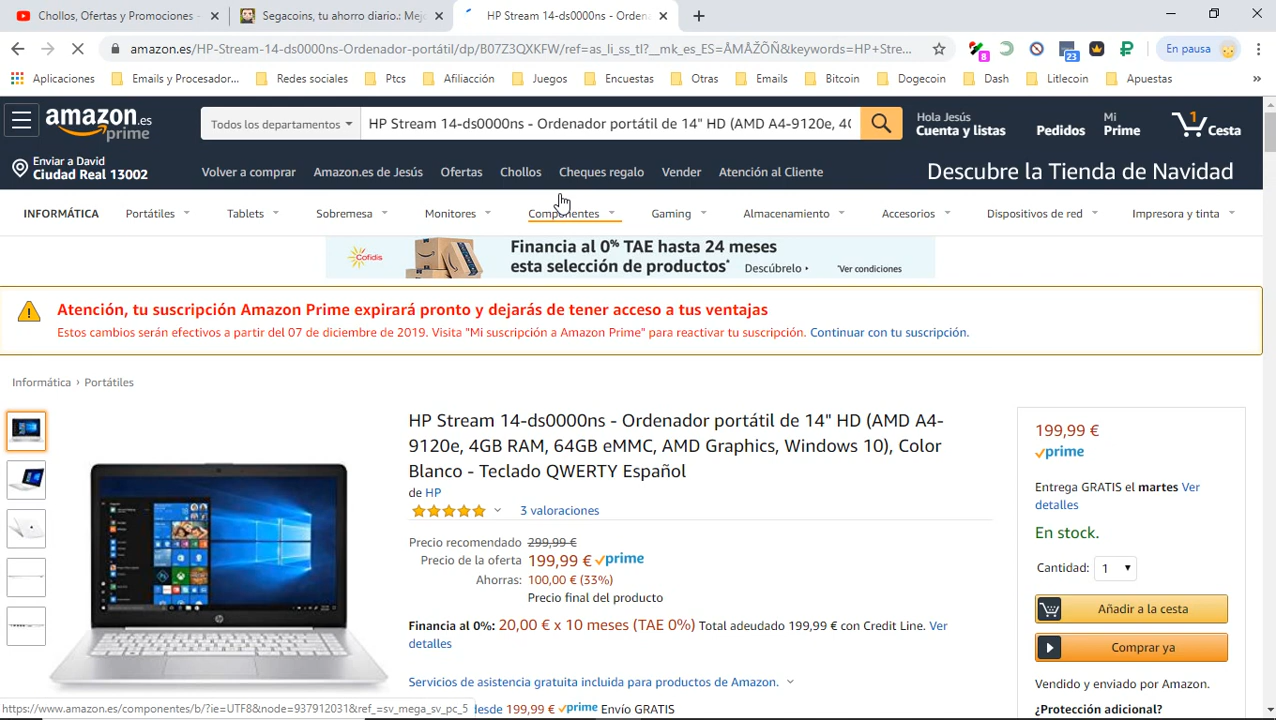 Chollos, Ofertas y Promociones -
Segacoins, tu ahorro diario.: Mej
HP Stream 14-ds0000ns - Orden
amazon.es/HP-Stream-14-ds0000ns-Ordenador-portátil/dp/B07Z3QXKFW/ref=as_li_ss_tl?__mk_es_ES=ÅMÅŽÕÑ&keywords=HP+Stre...
8
23
En pausa
Aplicaciones
Emails y Procesador...
Redes sociales
Ptcs
Afiliacción
Juegos
Encuestas
Otras
Emails
Bitcoin
Dogecoin
Dash
Litlecoin
Apuestas
»
amazon.es
prime
Todos los departamentos
HP Stream 14-ds0000ns - Ordenador portátil de 14" HD (AMD A4-9120e, 4G
Hola Jesús
Cuenta y listas
Pedidos
Mi
Prime
1
Cesta
Enviar a David
Ciudad Real 13002
Volver a comprar
Amazon.es de Jesús
Ofertas
Chollos
Cheques regalo
Vender
Atención al Cliente
Descubre la Tienda de Navidad
INFORMÁTICA
Portátiles
Tablets
Sobremesa
Monitores
Componentes
Gaming
Almacenamiento
Accesorios
Dispositivos de red
Impresora y tinta
Cofidis
Financia al 0% TAE hasta 24 meses
esta selección de productos*
Descúbrelo
*Ver condiciones
Atención, tu suscripción Amazon Prime expirará pronto y dejarás de tener acceso a tus ventajas
Estos cambios serán efectivos a partir del 07 de diciembre de 2019. Visita "Mi suscripción a Amazon Prime" para reactivar tu suscripción. Continuar con tu suscripción.
Informática › Portátiles
HP Stream 14-ds0000ns - Ordenador portátil de 14" HD (AMD A4-
9120e, 4GB RAM, 64GB eMMC, AMD Graphics, Windows 10), Color
Blanco - Teclado QWERTY Español
de HP
3 valoraciones
Precio recomendado 299,99 €
Precio de la oferta 199,99 € prime
Ahorras: 100,00 € (33%)
Precio final del producto
Financia al 0%: 20,00 € x 10 meses (TAE 0%) Total adeudado 199,99 € con Credit Line. Ver
detalles
Servicios de asistencia gratuita incluida para productos de Amazon.
desde 199,99 € prime Envío GRATIS
199,99 €
prime
Entrega GRATIS el martes Ver
detalles
En stock.
Cantidad: 1
Añadir a la cesta
Comprar ya
Vendido y enviado por Amazon.
¿Protección adicional?
https://www.amazon.es/componentes/b/?ie=UTF8&node=937912031&ref_=sv_mega_sv_pc_5